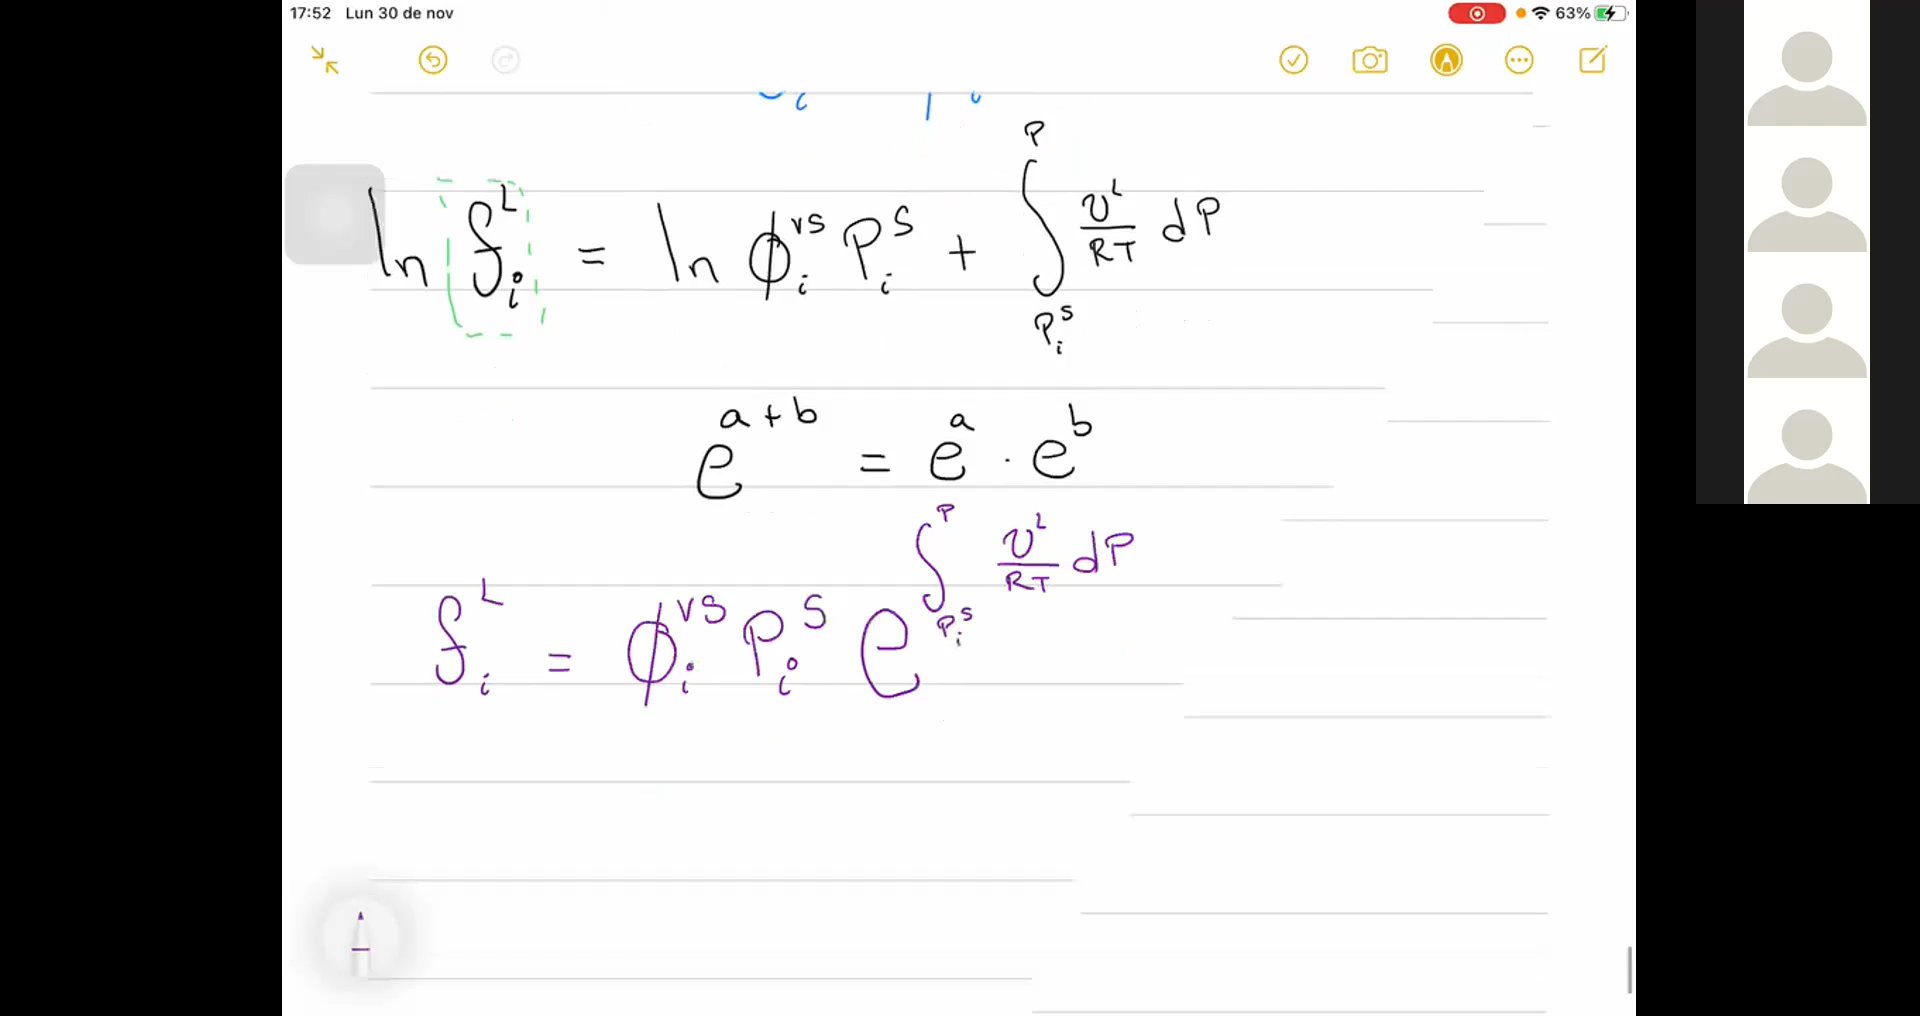 17:52 Lun 30 de nov 63%
ln f_i^L = ln ϕ_i^{VS} P_i^S + ∫_{P_i^S}^{P} v^L/RT dP
e^{a+b} = e^a · e^b
f_i^L = ϕ_i^{VS} P_i^S e^{∫_{P_i^S}^{P} v^L/RT dP}